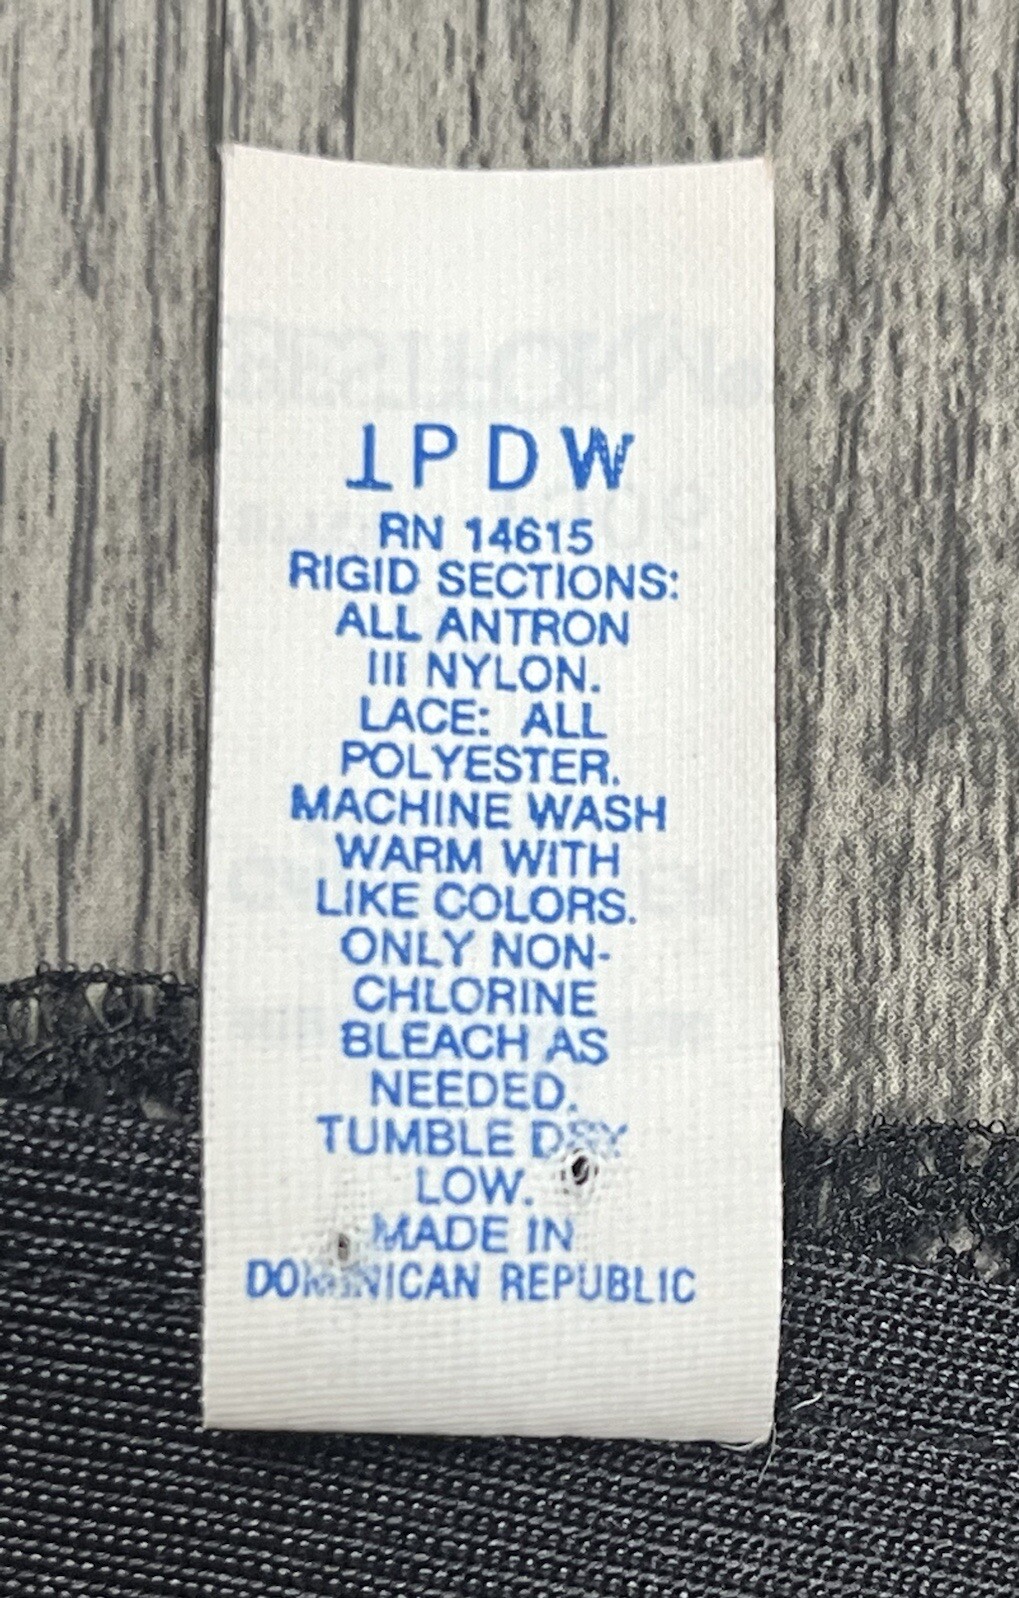 1PDW
RN 14615
RIGID SECTIONS:
ALL ANTRON
III NYLON.
LACE: ALL
POLYESTER.
MACHINE WASH
WARM WITH
LIKE COLORS.
ONLY NON-
CHLORINE
BLEACH AS
NEEDED.
TUMBLE DRY
LOW.
MADE IN
DOMINICAN REPUBLIC